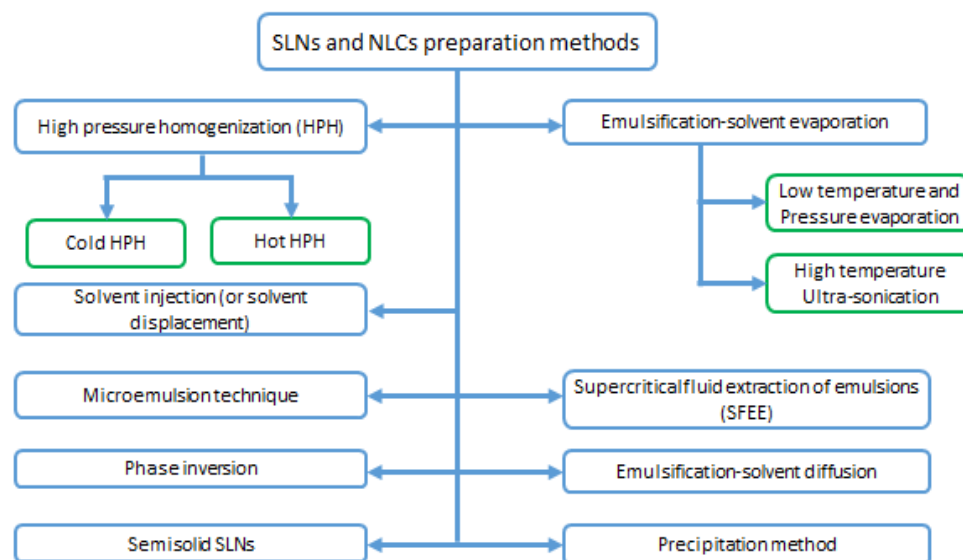 SLNs and NLCs preparation methods
High pressure homogenization (HPH)
Emulsification-solvent evaporation
Cold HPH
Hot HPH
Low temperature and
Pressure evaporation
High temperature
Ultra-sonication
Solvent injection (or solvent
displacement)
Microemulsion technique
Supercritical fluid extraction of emulsions
(SFEE)
Phase inversion
Emulsification-solvent diffusion
Semisolid SLNs
Precipitation method